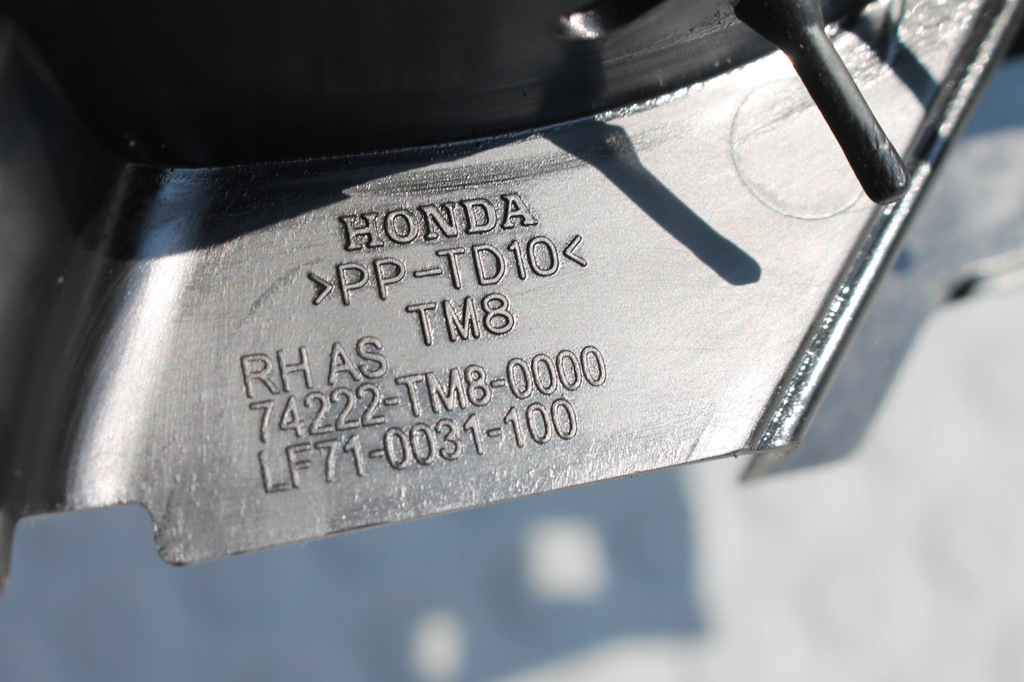 HONDA
>PP-TD10<
TM8
RH AS
74222-TM8-0000
LF71-0031-100